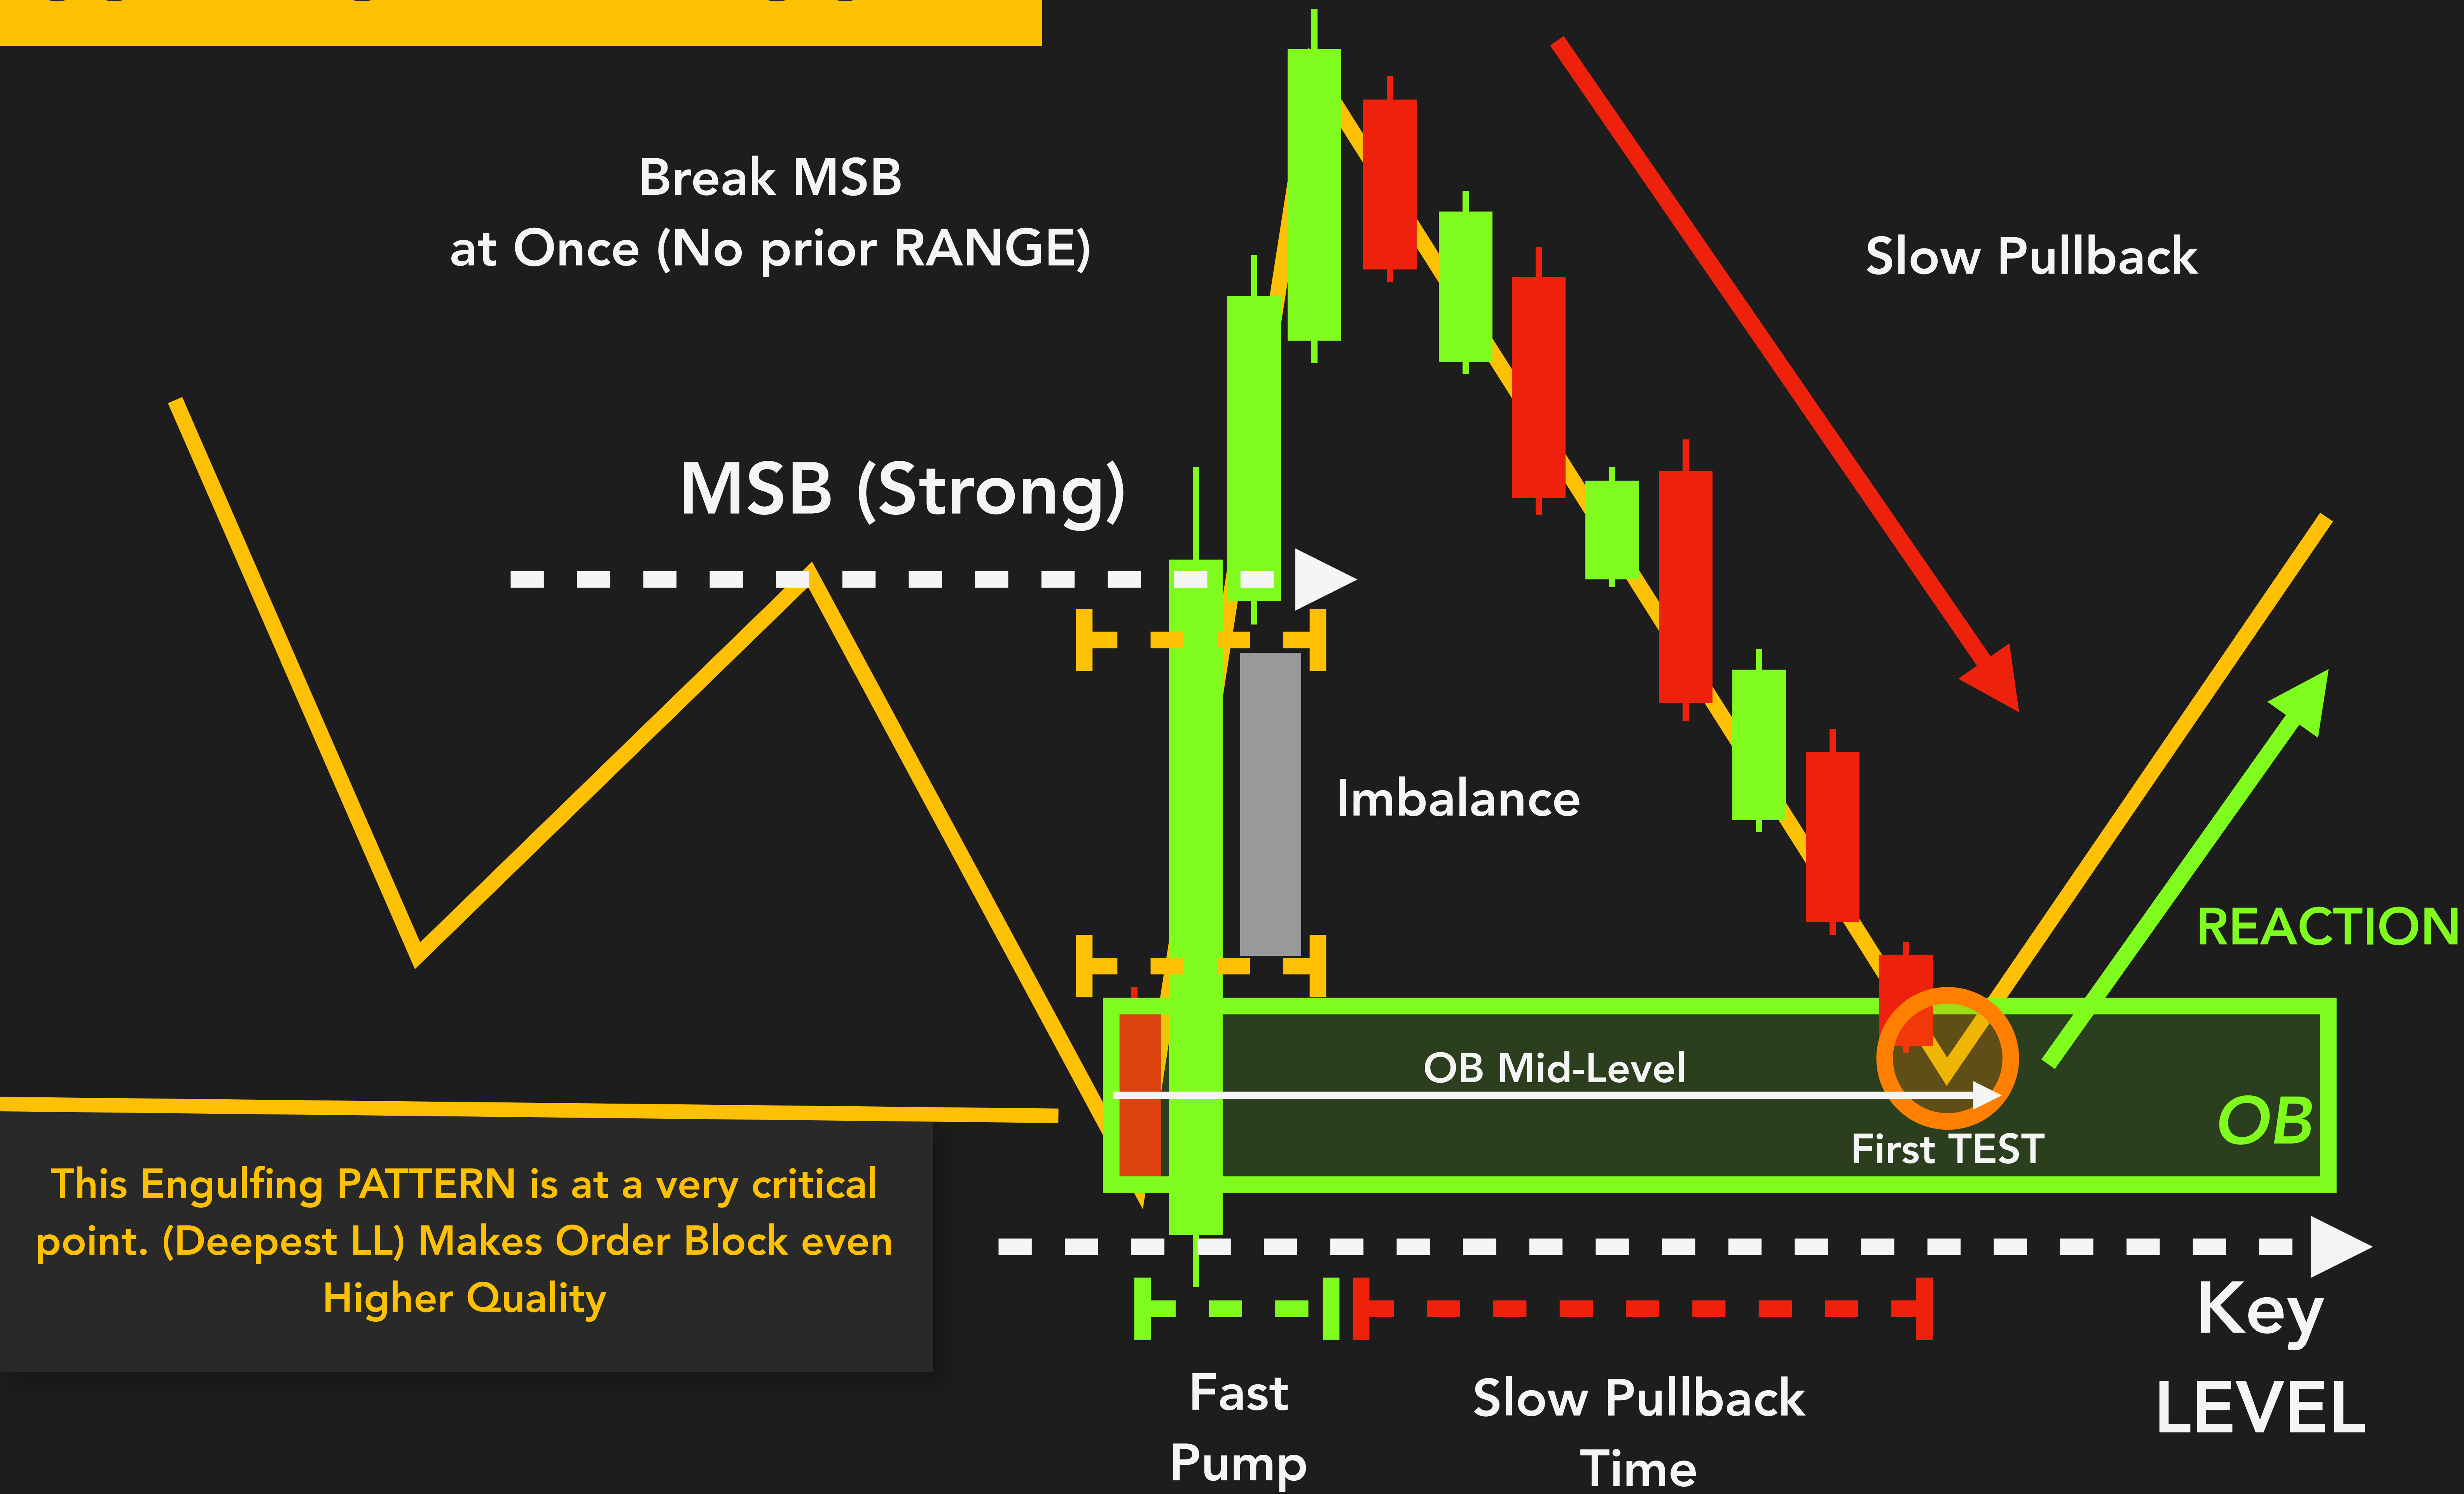 Break MSB
at Once (No prior RANGE)
Slow Pullback
MSB (Strong)
Imbalance
REACTION
OB Mid-Level
OB
First TEST
This Engulfing PATTERN is at a very critical
point. (Deepest LL) Makes Order Block even
Higher Quality
Key
LEVEL
Fast
Pump
Slow Pullback
Time